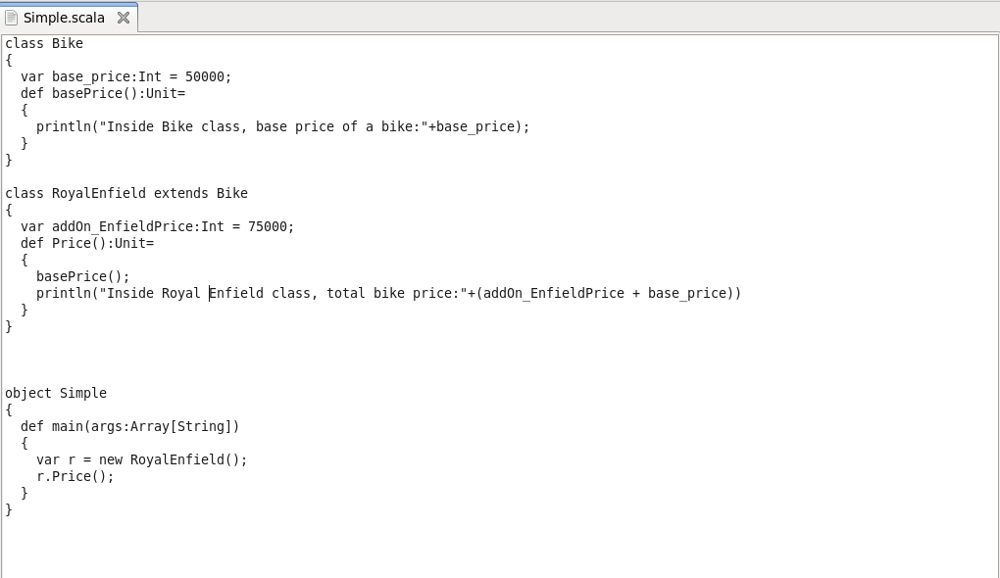 Simple.scala
class Bike
{
  var base_price:Int = 50000;
  def basePrice():Unit=
  {
    println("Inside Bike class, base price of a bike:"+base_price);
  }
}

class RoyalEnfield extends Bike
{
  var addOn_EnfieldPrice:Int = 75000;
  def Price():Unit=
  {
    basePrice();
    println("Inside Royal Enfield class, total bike price:"+(addOn_EnfieldPrice + base_price))
  }
}

object Simple
{
  def main(args:Array[String])
  {
    var r = new RoyalEnfield();
    r.Price();
  }
}